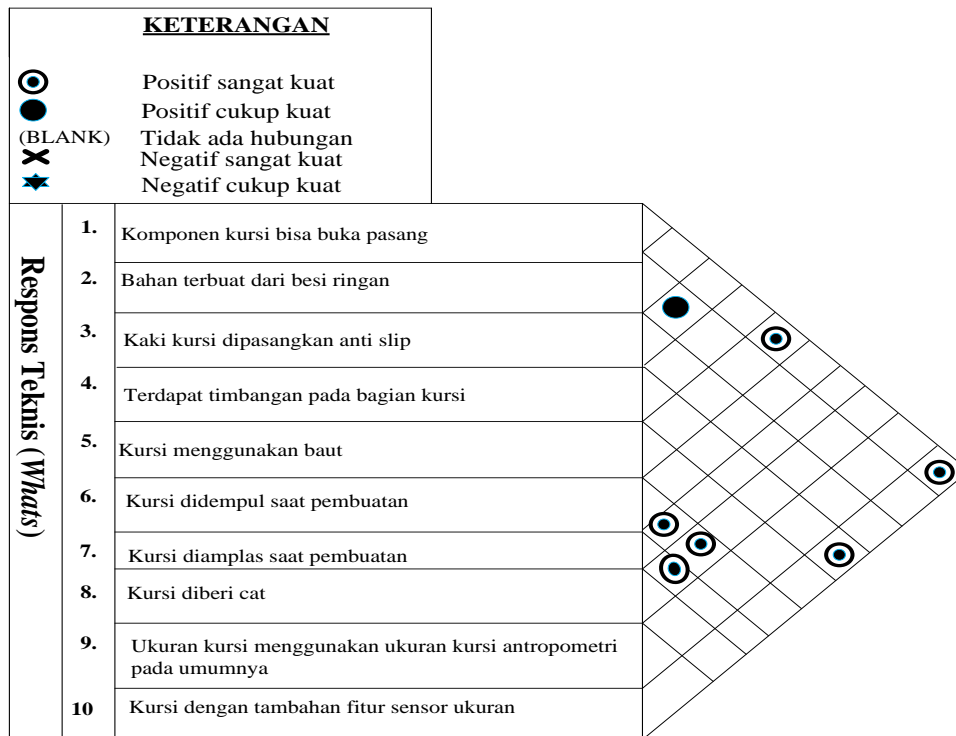 KETERANGAN
Positif sangat kuat
Positif cukup kuat
(BLANK) Tidak ada hubungan
Negatif sangat kuat
Negatif cukup kuat
Respons Teknis (Whats)
1. Komponen kursi bisa buka pasang
2. Bahan terbuat dari besi ringan
3. Kaki kursi dipasangkan anti slip
4. Terdapat timbangan pada bagian kursi
5. Kursi menggunakan baut
6. Kursi didempul saat pembuatan
7. Kursi diamplas saat pembuatan
8. Kursi diberi cat
9. Ukuran kursi menggunakan ukuran kursi antropometri
pada umumnya
10 Kursi dengan tambahan fitur sensor ukuran